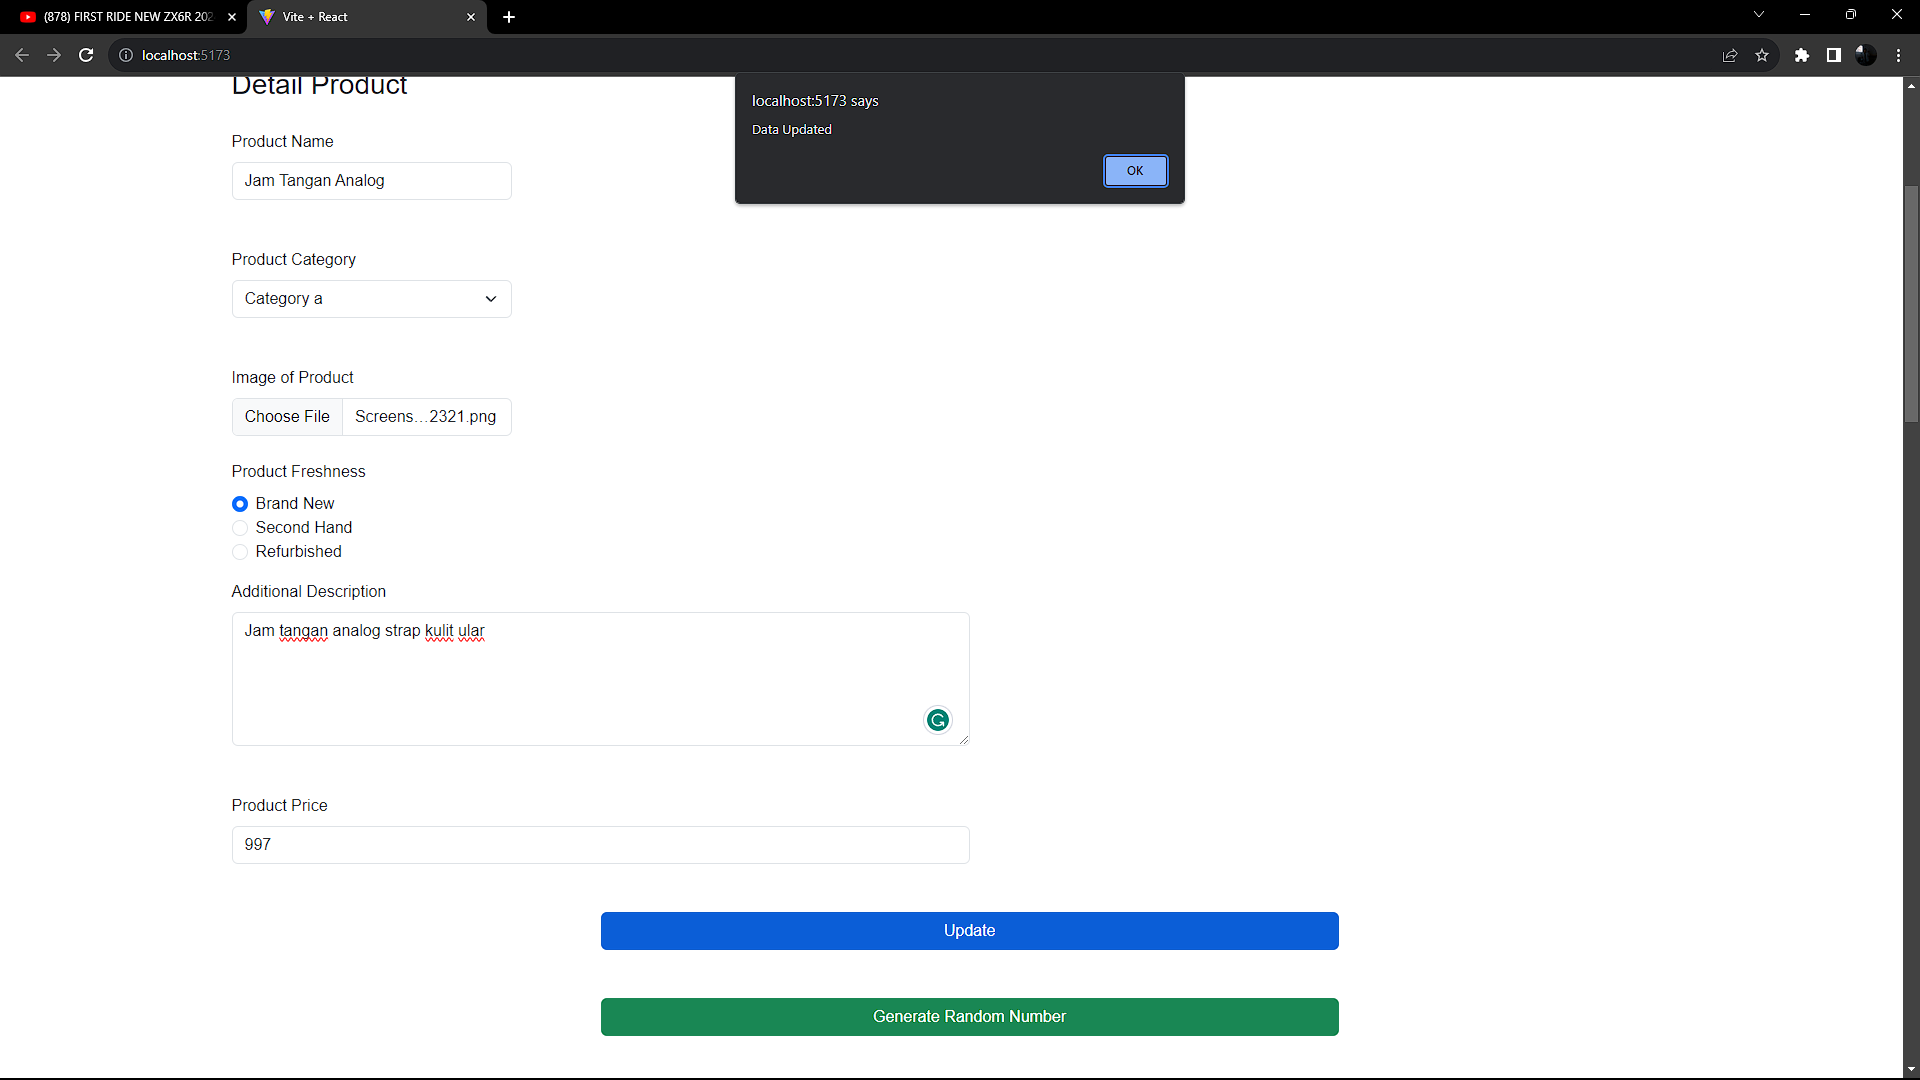 (878) FIRST RIDE NEW ZX6R 202
Vite + React
localhost:5173
Detail Product
localhost:5173 says
Data Updated
OK
Product Name
Jam Tangan Analog
Product Category
Category a
Image of Product
Choose File
Screens...2321.png
Product Freshness
Brand New
Second Hand
Refurbished
Additional Description
Jam tangan analog strap kulit ular
Product Price
997
Update
Generate Random Number